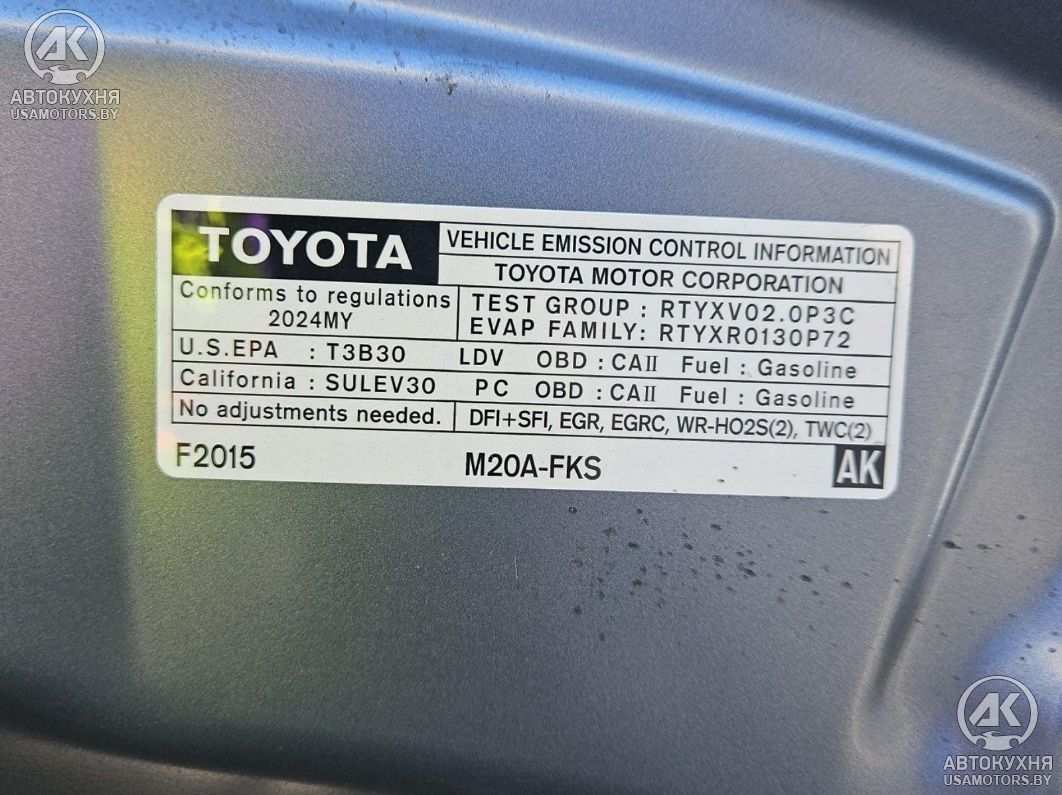 AK
АВТОКУХНЯ
USAMOTORS.BY
TOYOTA
VEHICLE EMISSION CONTROL INFORMATION
TOYOTA MOTOR CORPORATION
Conforms to regulations
2024MY
TEST GROUP : RTYXV02.0P3C
EVAP FAMILY: RTYXR0130P72
U.S.EPA : T3B30 LDV OBD : CAII Fuel : Gasoline
California : SULEV30 PC OBD : CAII Fuel : Gasoline
No adjustments needed.
DFI+SFI, EGR, EGRC, WR-HO2S(2), TWC(2)
F2015 M20A-FKS AK
AK
АВТОКУХНЯ
USAMOTORS.BY